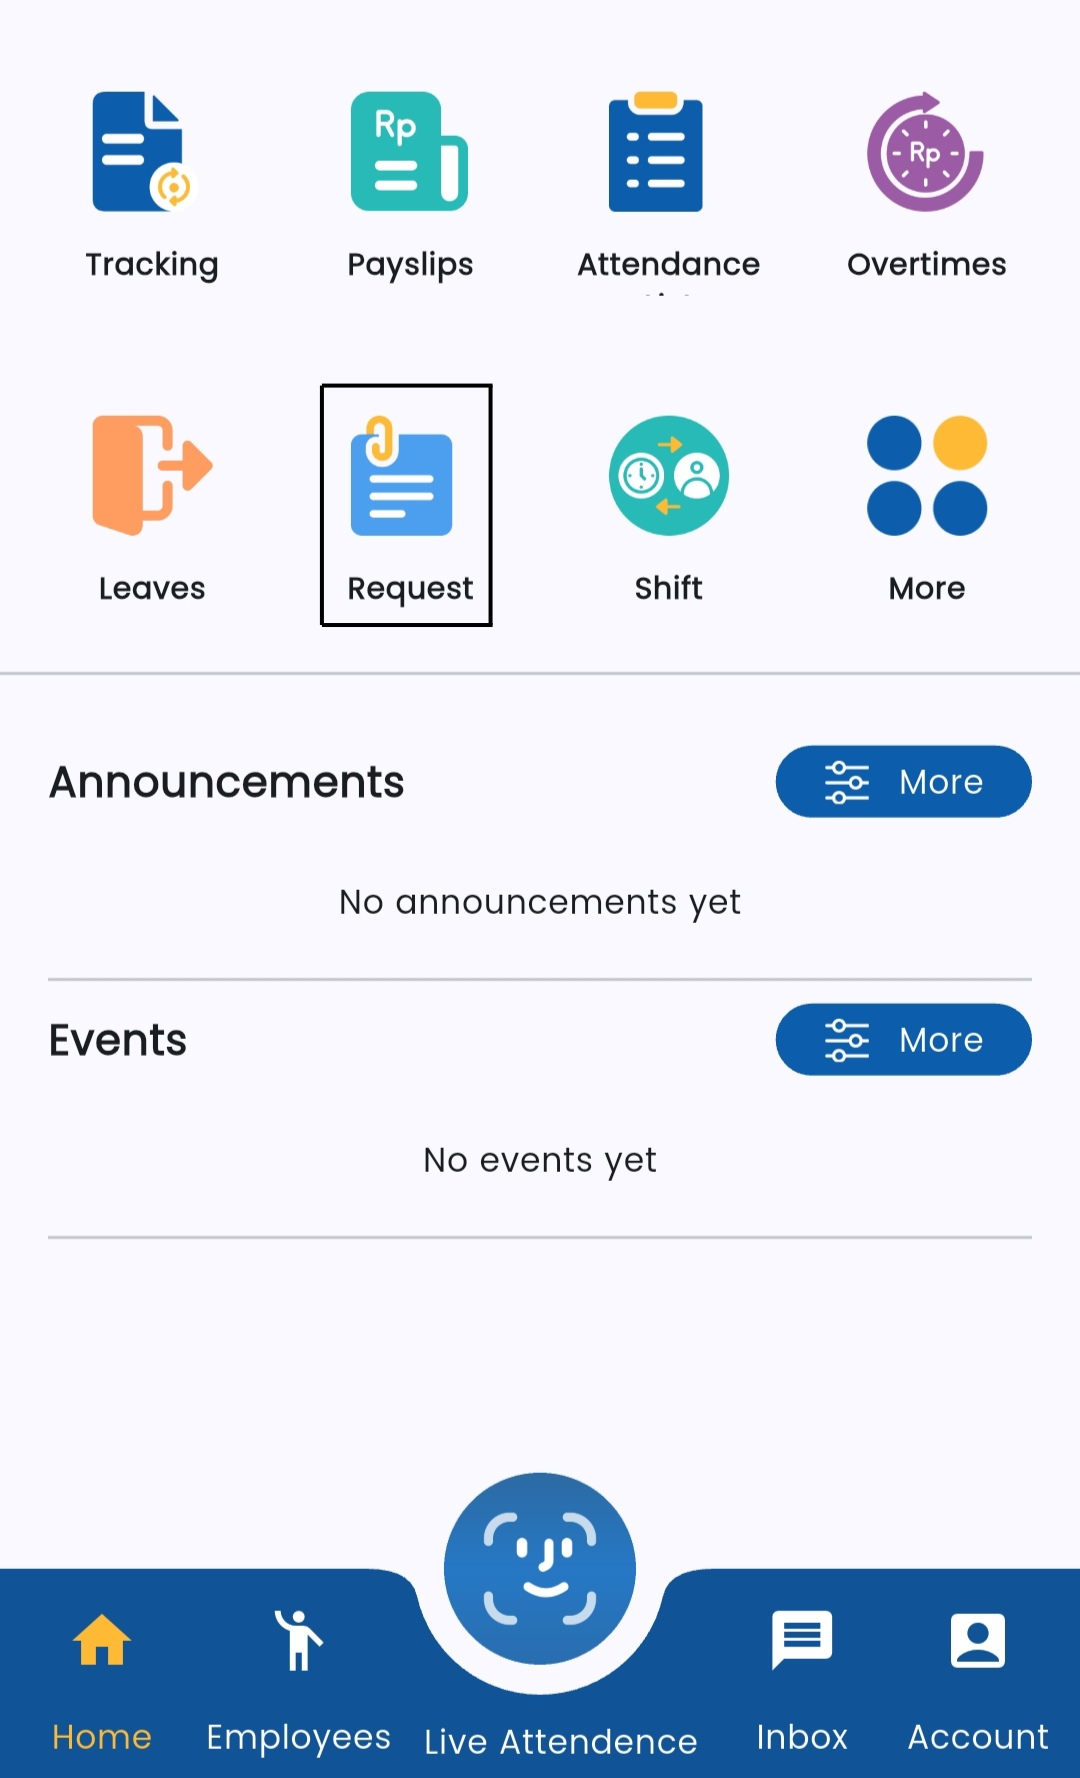 Rp
Rp
Tracking
Payslips
Attendance
Overtimes
Leaves
Request
Shift
More
Announcements
More
No announcements yet
Events
More
No events yet
Home
Employees
Live Attendence
Inbox
Account